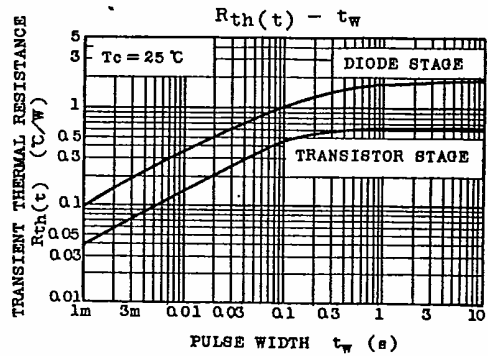 Rth(t) - tw
TRANSIENT THERMAL RESISTANCE
Rth(t) (℃/W)
5
3
1
0.5
0.3
0.1
0.05
0.03
0.01
Tc = 25 ℃
DIODE STAGE
TRANSISTOR STAGE
1m 3m 0.01 0.03 0.1 0.3 1 3 10
PULSE WIDTH tw (s)